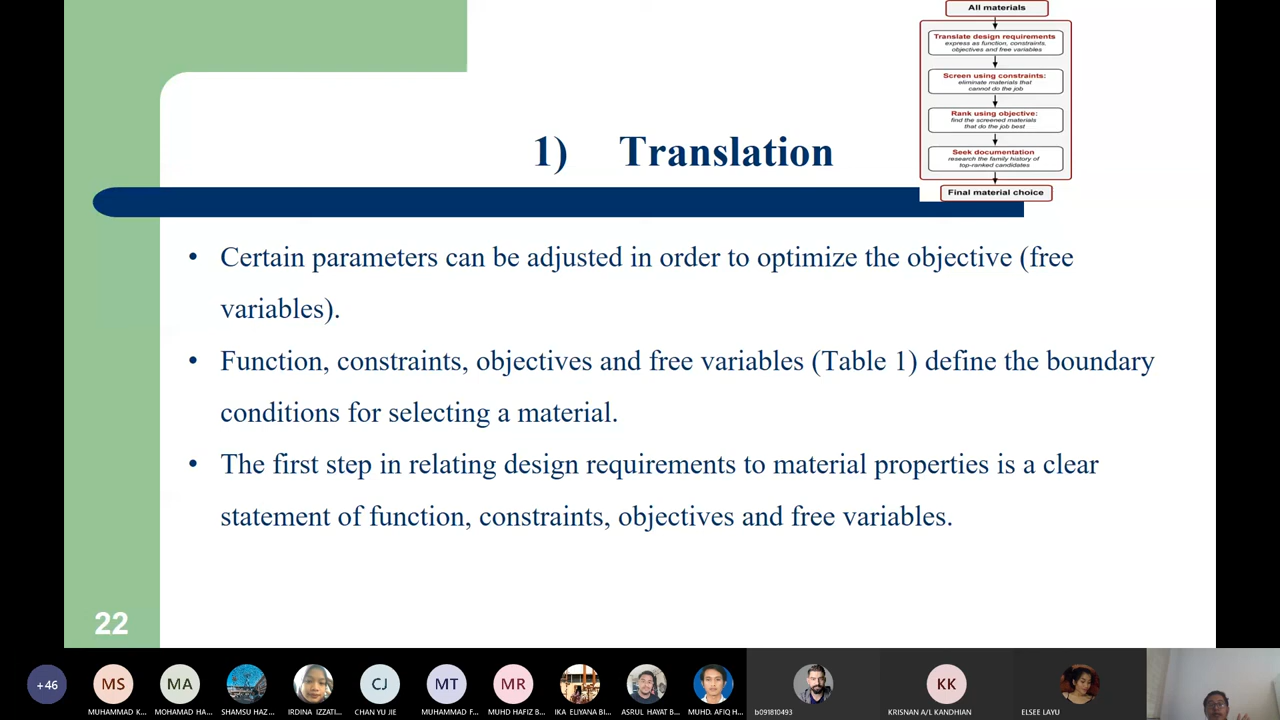 All materials
Translate design requirements
express as function, constraints,
objectives and free variables
Screen using constraints:
eliminate materials that
cannot do the job
Rank using objective:
find the screened materials
that do the job best
Seek documentation
research the family history of
top-ranked candidates
Final material choice
1) Translation
• Certain parameters can be adjusted in order to optimize the objective (free
variables).
• Function, constraints, objectives and free variables (Table 1) define the boundary
conditions for selecting a material.
• The first step in relating design requirements to material properties is a clear
statement of function, constraints, objectives and free variables.
22
+46
MS
MA
CJ
MT
MR
KK
MUHAMMAD K...
MOHAMAD HA...
SHAMSU HAZ...
IRDINA IZZATI...
CHAN YU JIE
MUHAMMAD F...
MUHD HAFIZ B...
IKA ELIYANA BI...
ASRUL HAYAT B...
MUHD. AFIQ H...
b091810493
KRISNAN A/L KANDHIAN
ELSEE LAYU